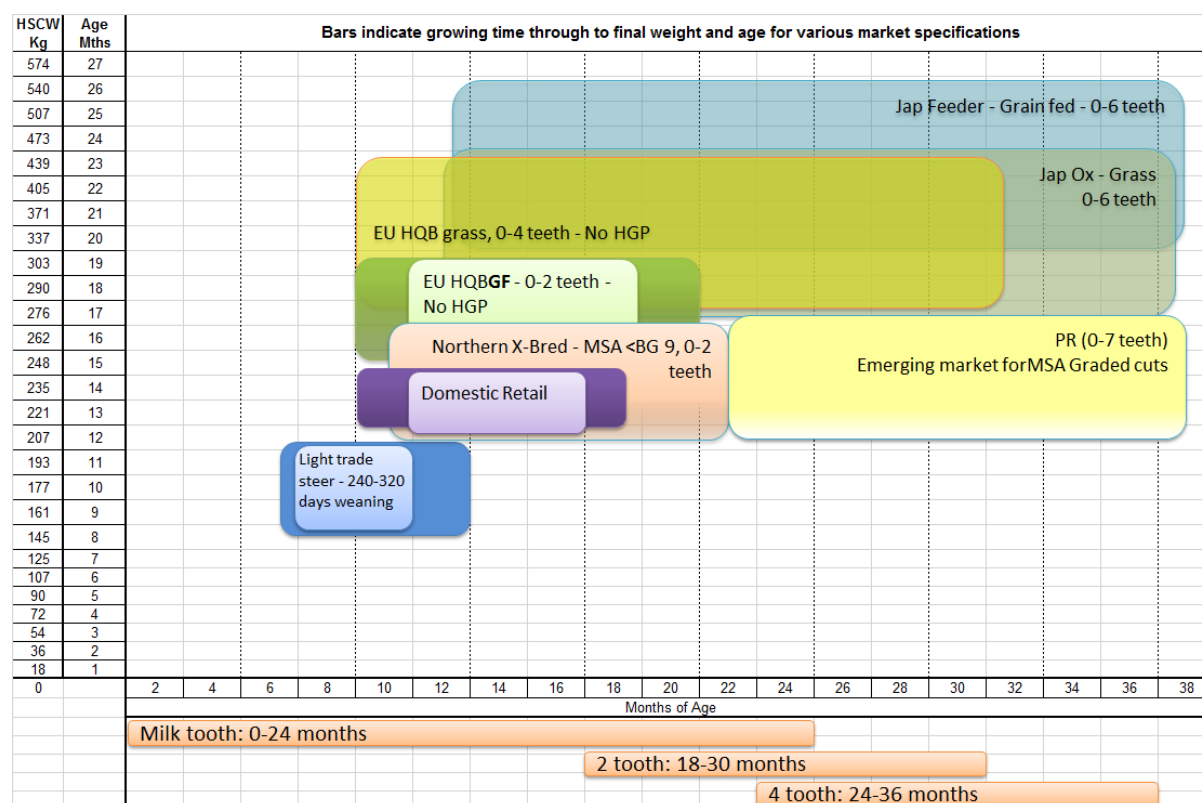 HSCW Kg Age Mths Bars indicate growing time through to final weight and age for various market specifications
574 27
540 26
507 25
473 24
439 23
405 22
371 21
337 20
303 19
290 18
276 17
262 16
248 15
235 14
221 13
207 12
193 11
177 10
161 9
145 8
125 7
107 6
90 5
72 4
54 3
36 2
18 1
0
Jap Feeder - Grain fed - 0-6 teeth
Jap Ox - Grass
0-6 teeth
EU HQB grass, 0-4 teeth - No HGP
EU HQBGF - 0-2 teeth -
No HGP
Northern X-Bred - MSA <BG 9, 0-2
teeth
PR (0-7 teeth)
Emerging market forMSA Graded cuts
Domestic Retail
Light trade
steer - 240-320
days weaning
2 4 6 8 10 12 14 16 18 20 22 24 26 28 30 32 34 36 38
Months of Age
Milk tooth: 0-24 months
2 tooth: 18-30 months
4 tooth: 24-36 months